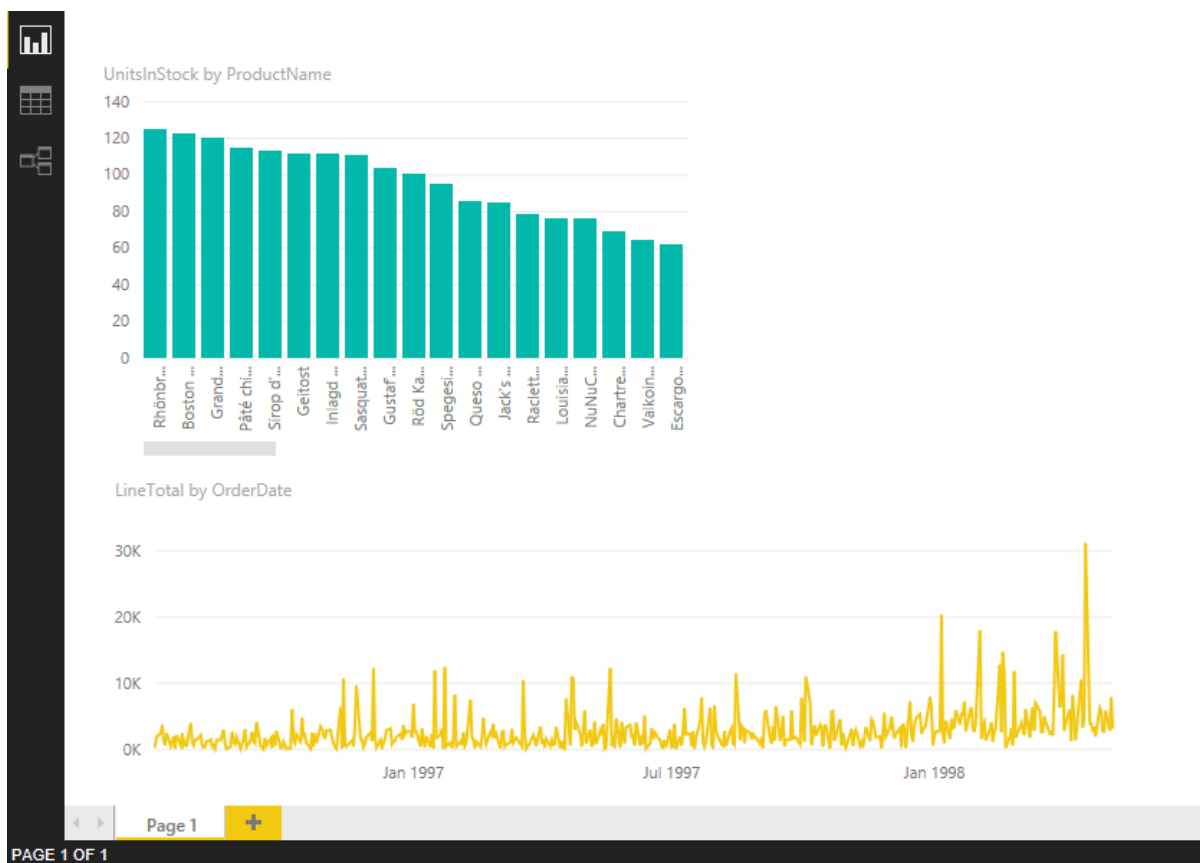 UnitsInStock by ProductName
140
120
100
80
60
40
20
0
Rhönbr...
Boston ...
Grand...
Pâté chi...
Sirop d'...
Geitost
Inlagd ...
Sasquat...
Gustaf ...
Röd Ka...
Spegesi...
Queso ...
Jack's ...
Raclett...
Louisia...
NuNuC...
Chartre...
Valkoin...
Escargo...
LineTotal by OrderDate
30K
20K
10K
0K
Jan 1997 Jul 1997 Jan 1998
Page 1 +
PAGE 1 OF 1